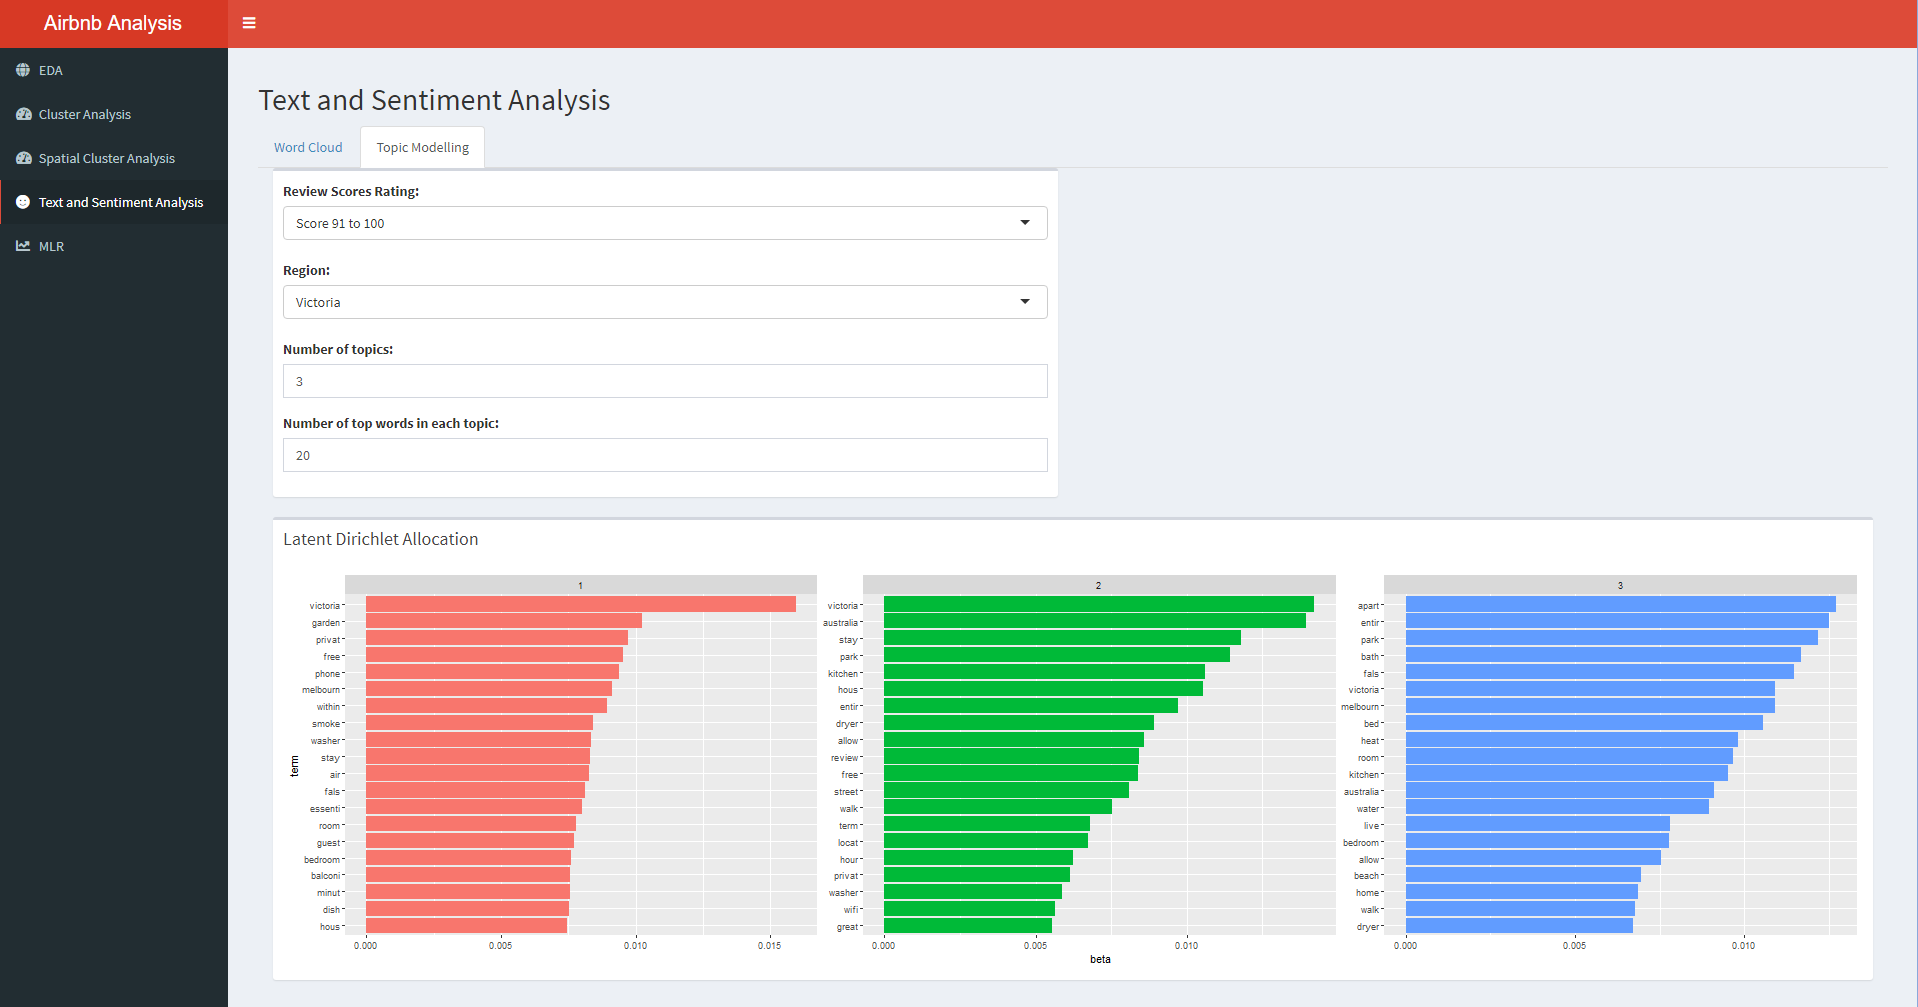 Airbnb Analysis
EDA
Cluster Analysis
Spatial Cluster Analysis
Text and Sentiment Analysis
MLR
Text and Sentiment Analysis
Word Cloud
Topic Modelling
Review Scores Rating:
Score 91 to 100
Region:
Victoria
Number of topics:
3
Number of top words in each topic:
20
Latent Dirichlet Allocation
term
1
victoria
garden
privat
free
phone
melbourn
within
smoke
washer
stay
air
fals
essenti
room
guest
bedroom
balconi
minut
dish
hous
0.000 0.005 0.010 0.015
2
victoria
australia
stay
park
kitchen
hous
entir
dryer
allow
review
free
street
walk
term
locat
hour
privat
washer
wifi
great
0.000 0.005 0.010
3
apart
entir
park
bath
fals
victoria
melbourn
bed
heat
room
kitchen
australia
water
live
bedroom
allow
beach
home
walk
dryer
0.000 0.005 0.010
beta